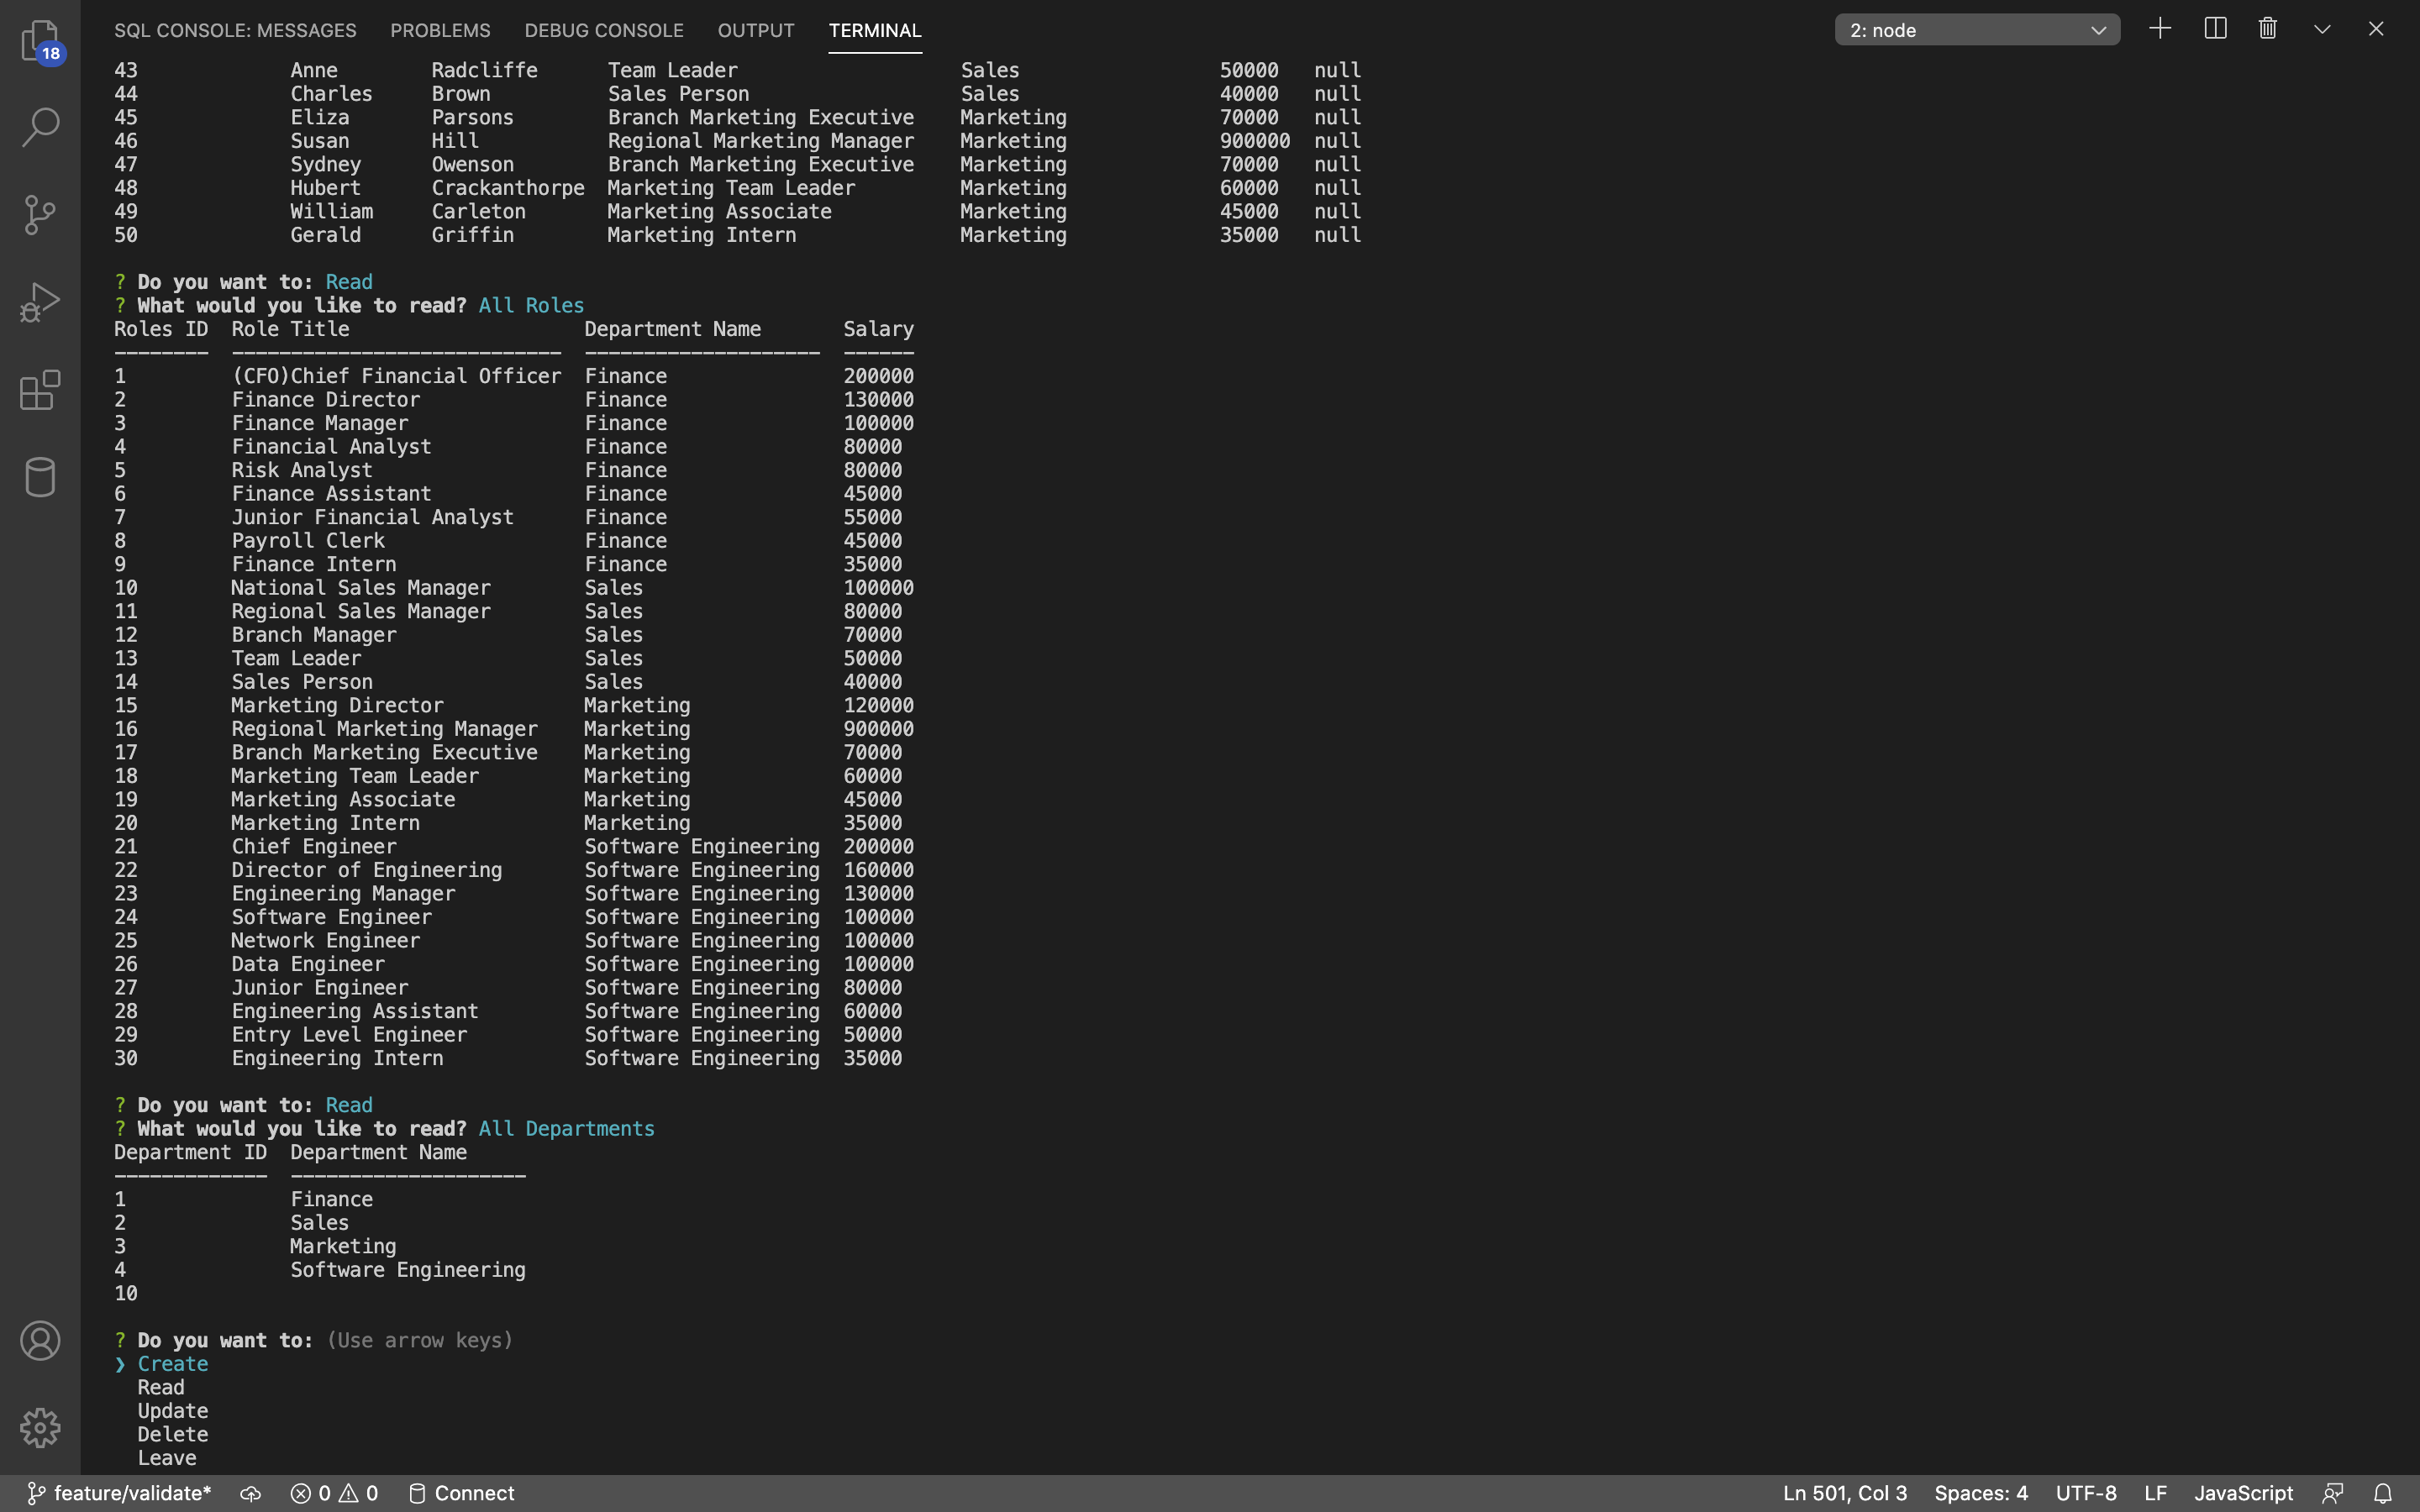 SQL CONSOLE: MESSAGES PROBLEMS DEBUG CONSOLE OUTPUT TERMINAL 2: node
18
43 Anne Radcliffe Team Leader Sales 50000 null
44 Charles Brown Sales Person Sales 40000 null
45 Eliza Parsons Branch Marketing Executive Marketing 70000 null
46 Susan Hill Regional Marketing Manager Marketing 900000 null
47 Sydney Owenson Branch Marketing Executive Marketing 70000 null
48 Hubert Crackanthorpe Marketing Team Leader Marketing 60000 null
49 William Carleton Marketing Associate Marketing 45000 null
50 Gerald Griffin Marketing Intern Marketing 35000 null
? Do you want to: Read
? What would you like to read? All Roles
Roles ID Role Title Department Name Salary
-------- ---------------------------- -------------------- ------
1 (CFO)Chief Financial Officer Finance 200000
2 Finance Director Finance 130000
3 Finance Manager Finance 100000
4 Financial Analyst Finance 80000
5 Risk Analyst Finance 80000
6 Finance Assistant Finance 45000
7 Junior Financial Analyst Finance 55000
8 Payroll Clerk Finance 45000
9 Finance Intern Finance 35000
10 National Sales Manager Sales 100000
11 Regional Sales Manager Sales 80000
12 Branch Manager Sales 70000
13 Team Leader Sales 50000
14 Sales Person Sales 40000
15 Marketing Director Marketing 120000
16 Regional Marketing Manager Marketing 900000
17 Branch Marketing Executive Marketing 70000
18 Marketing Team Leader Marketing 60000
19 Marketing Associate Marketing 45000
20 Marketing Intern Marketing 35000
21 Chief Engineer Software Engineering 200000
22 Director of Engineering Software Engineering 160000
23 Engineering Manager Software Engineering 130000
24 Software Engineer Software Engineering 100000
25 Network Engineer Software Engineering 100000
26 Data Engineer Software Engineering 100000
27 Junior Engineer Software Engineering 80000
28 Engineering Assistant Software Engineering 60000
29 Entry Level Engineer Software Engineering 50000
30 Engineering Intern Software Engineering 35000
? Do you want to: Read
? What would you like to read? All Departments
Department ID Department Name
------------- --------------------
1 Finance
2 Sales
3 Marketing
4 Software Engineering
10
? Do you want to: (Use arrow keys)
❯ Create
Read
Update
Delete
Leave
feature/validate* 0 0 Connect Ln 501, Col 3 Spaces: 4 UTF-8 LF JavaScript